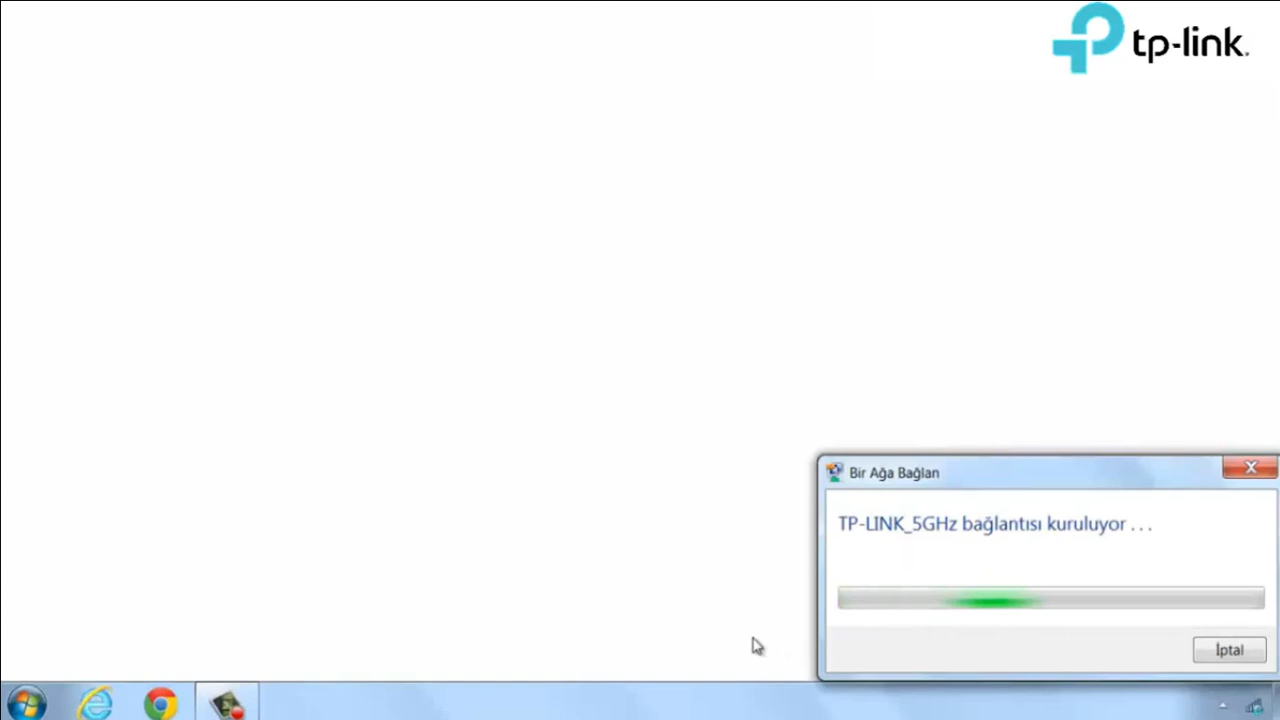 tp-link
Bir Ağa Bağlan
TP-LINK_5GHz bağlantısı kuruluyor . . .
İptal